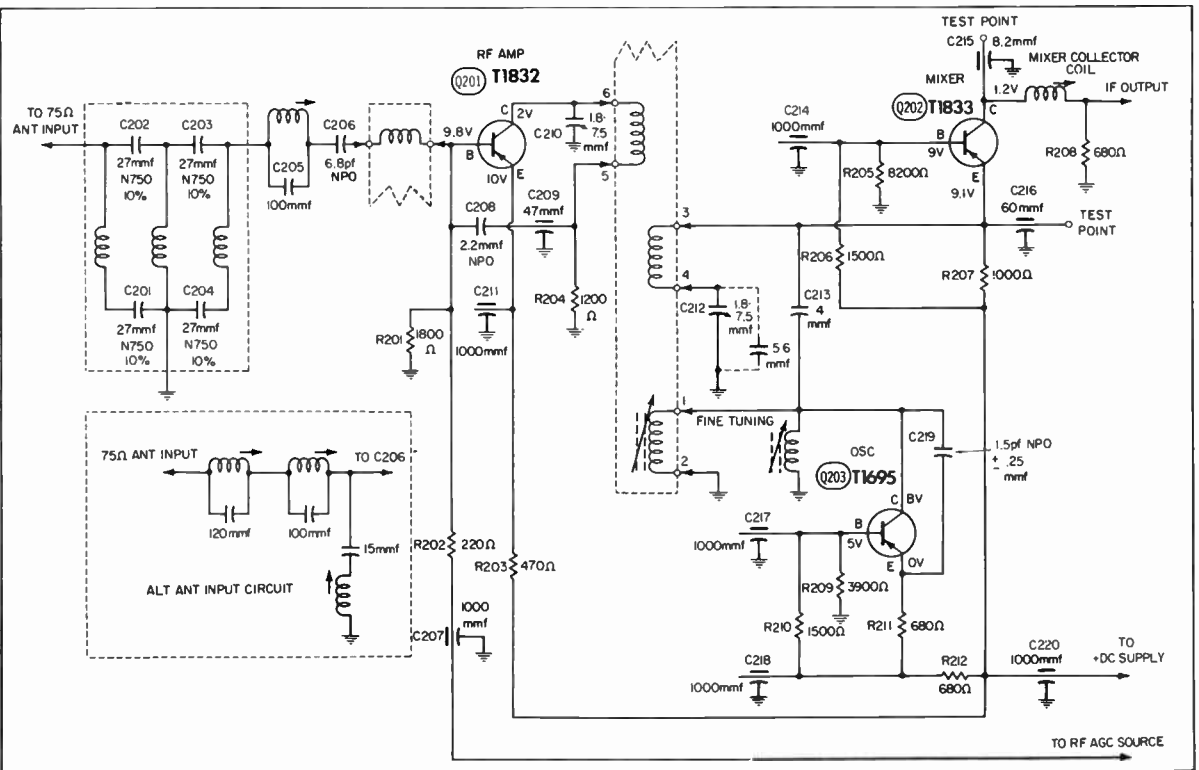 TEST POINT
C215 8.2mmf
MIXER COLLECTOR
COIL
RF AMP
Q201 T1832
MIXER
1.2V
IF OUTPUT
Q202 T1833
C
TO 75Ω
ANT INPUT
C202
27mmf
N750
10%
C203
27mmf
N750
10%
C205
100mmf
C206
6.8pf
NPO
9.8V
B
C
2V
E
10V
C210
1.8-
7.5
mmf
6
5
C214
1000mmf
B
9V
E
9.1V
R205
8200Ω
R208
680Ω
C208
2.2mmf
NPO
C209
47mmf
3
4
C216
60mmf
TEST
POINT
R206
1500Ω
R207
1000Ω
C201
27mmf
N750
10%
C204
27mmf
N750
10%
R201
1800
Ω
C211
1000mmf
R204
1200
Ω
C212
1.8-
7.5
mmf
5.6
mmf
C213
4
mmf
1
2
FINE TUNING
OSC
Q203 T1695
C219
1.5pf NPO
± .25
mmf
75Ω ANT INPUT
TO C206
120mmf
100mmf
15mmf
ALT ANT INPUT CIRCUIT
R202
220Ω
R203
470Ω
C207
1000
mmf
C217
1000mmf
B
5V
C
8V
E
0V
R209
3900Ω
R210
1500Ω
R211
680Ω
C218
1000mmf
R212
680Ω
C220
1000mmf
TO
+DC SUPPLY
TO RF AGC SOURCE